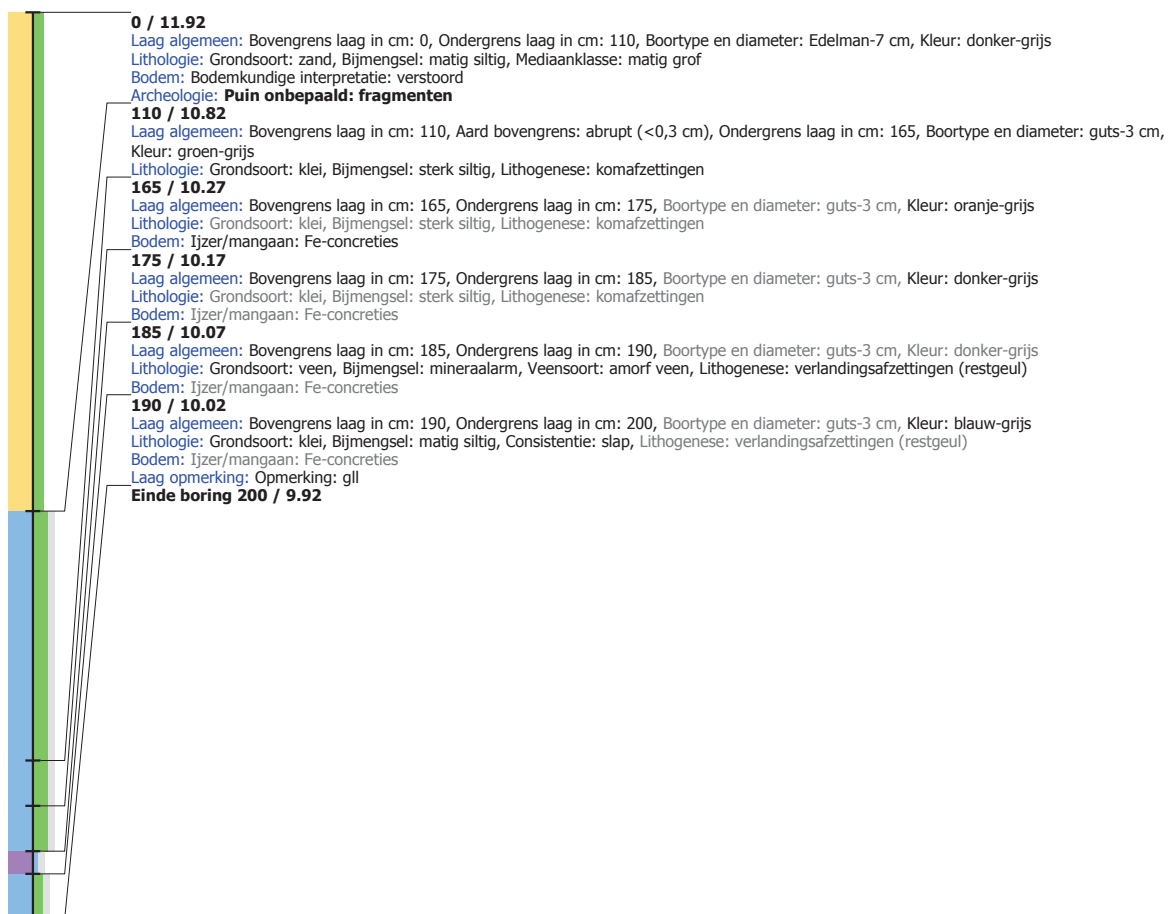 0 / 11.92
Laag algemeen: Bovengrens laag in cm: 0, Ondergrens laag in cm: 110, Boortype en diameter: Edelman-7 cm, Kleur: donker-grijs
Lithologie: Grondsoort: zand, Bijmengsel: matig siltig, Mediaanklasse: matig grof
Bodem: Bodemkundige interpretatie: verstoord
Archeologie: Puin onbepaald: fragmenten
110 / 10.82
Laag algemeen: Bovengrens laag in cm: 110, Aard bovengrens: abrupt (<0,3 cm), Ondergrens laag in cm: 165, Boortype en diameter: guts-3 cm,
Kleur: groen-grijs
Lithologie: Grondsoort: klei, Bijmengsel: sterk siltig, Lithogenese: komafzettingen
165 / 10.27
Laag algemeen: Bovengrens laag in cm: 165, Ondergrens laag in cm: 175, Boortype en diameter: guts-3 cm, Kleur: oranje-grijs
Lithologie: Grondsoort: klei, Bijmengsel: sterk siltig, Lithogenese: komafzettingen
Bodem: Ijzer/mangaan: Fe-concreties
175 / 10.17
Laag algemeen: Bovengrens laag in cm: 175, Ondergrens laag in cm: 185, Boortype en diameter: guts-3 cm, Kleur: donker-grijs
Lithologie: Grondsoort: klei, Bijmengsel: sterk siltig, Lithogenese: komafzettingen
Bodem: Ijzer/mangaan: Fe-concreties
185 / 10.07
Laag algemeen: Bovengrens laag in cm: 185, Ondergrens laag in cm: 190, Boortype en diameter: guts-3 cm, Kleur: donker-grijs
Lithologie: Grondsoort: veen, Bijmengsel: mineraalarm, Veensoort: amorf veen, Lithogenese: verlandingsafzettingen (restgeul)
Bodem: Ijzer/mangaan: Fe-concreties
190 / 10.02
Laag algemeen: Bovengrens laag in cm: 190, Ondergrens laag in cm: 200, Boortype en diameter: guts-3 cm, Kleur: blauw-grijs
Lithologie: Grondsoort: klei, Bijmengsel: matig siltig, Consistentie: slap, Lithogenese: verlandingsafzettingen (restgeul)
Bodem: Ijzer/mangaan: Fe-concreties
Laag opmerking: Opmerking: gll
Einde boring 200 / 9.92